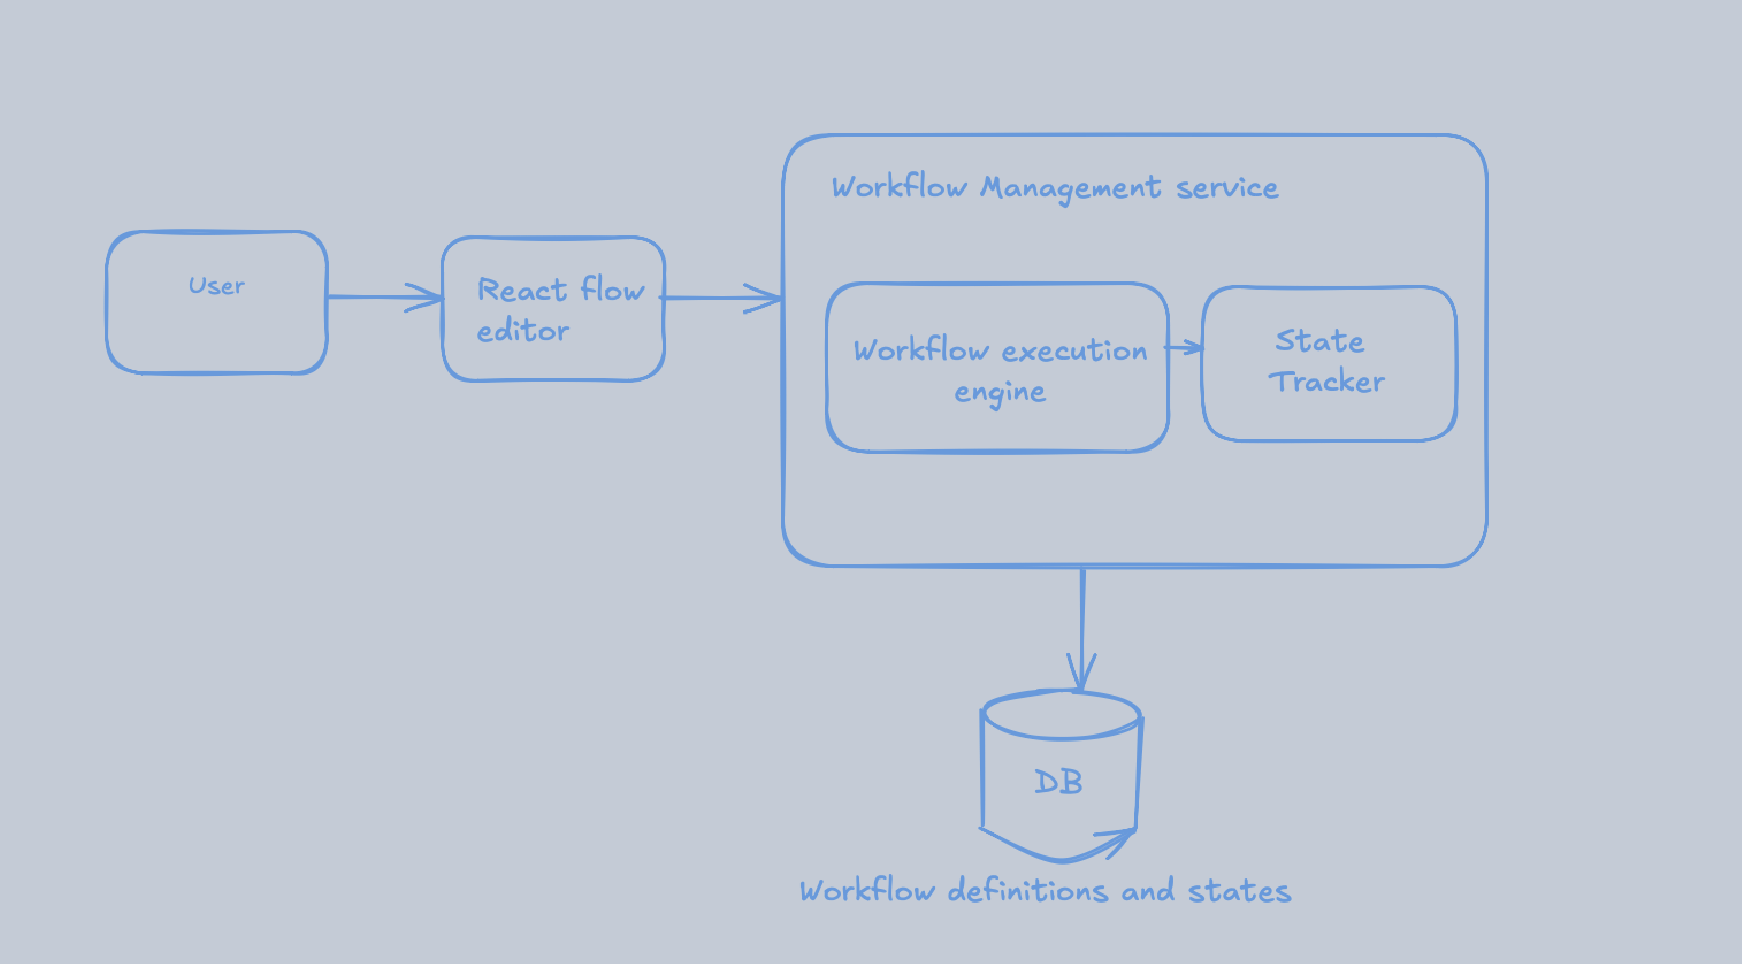 Workflow Management service
User
React flow
editor
Workflow execution
engine
State
Tracker
DB
Workflow definitions and states